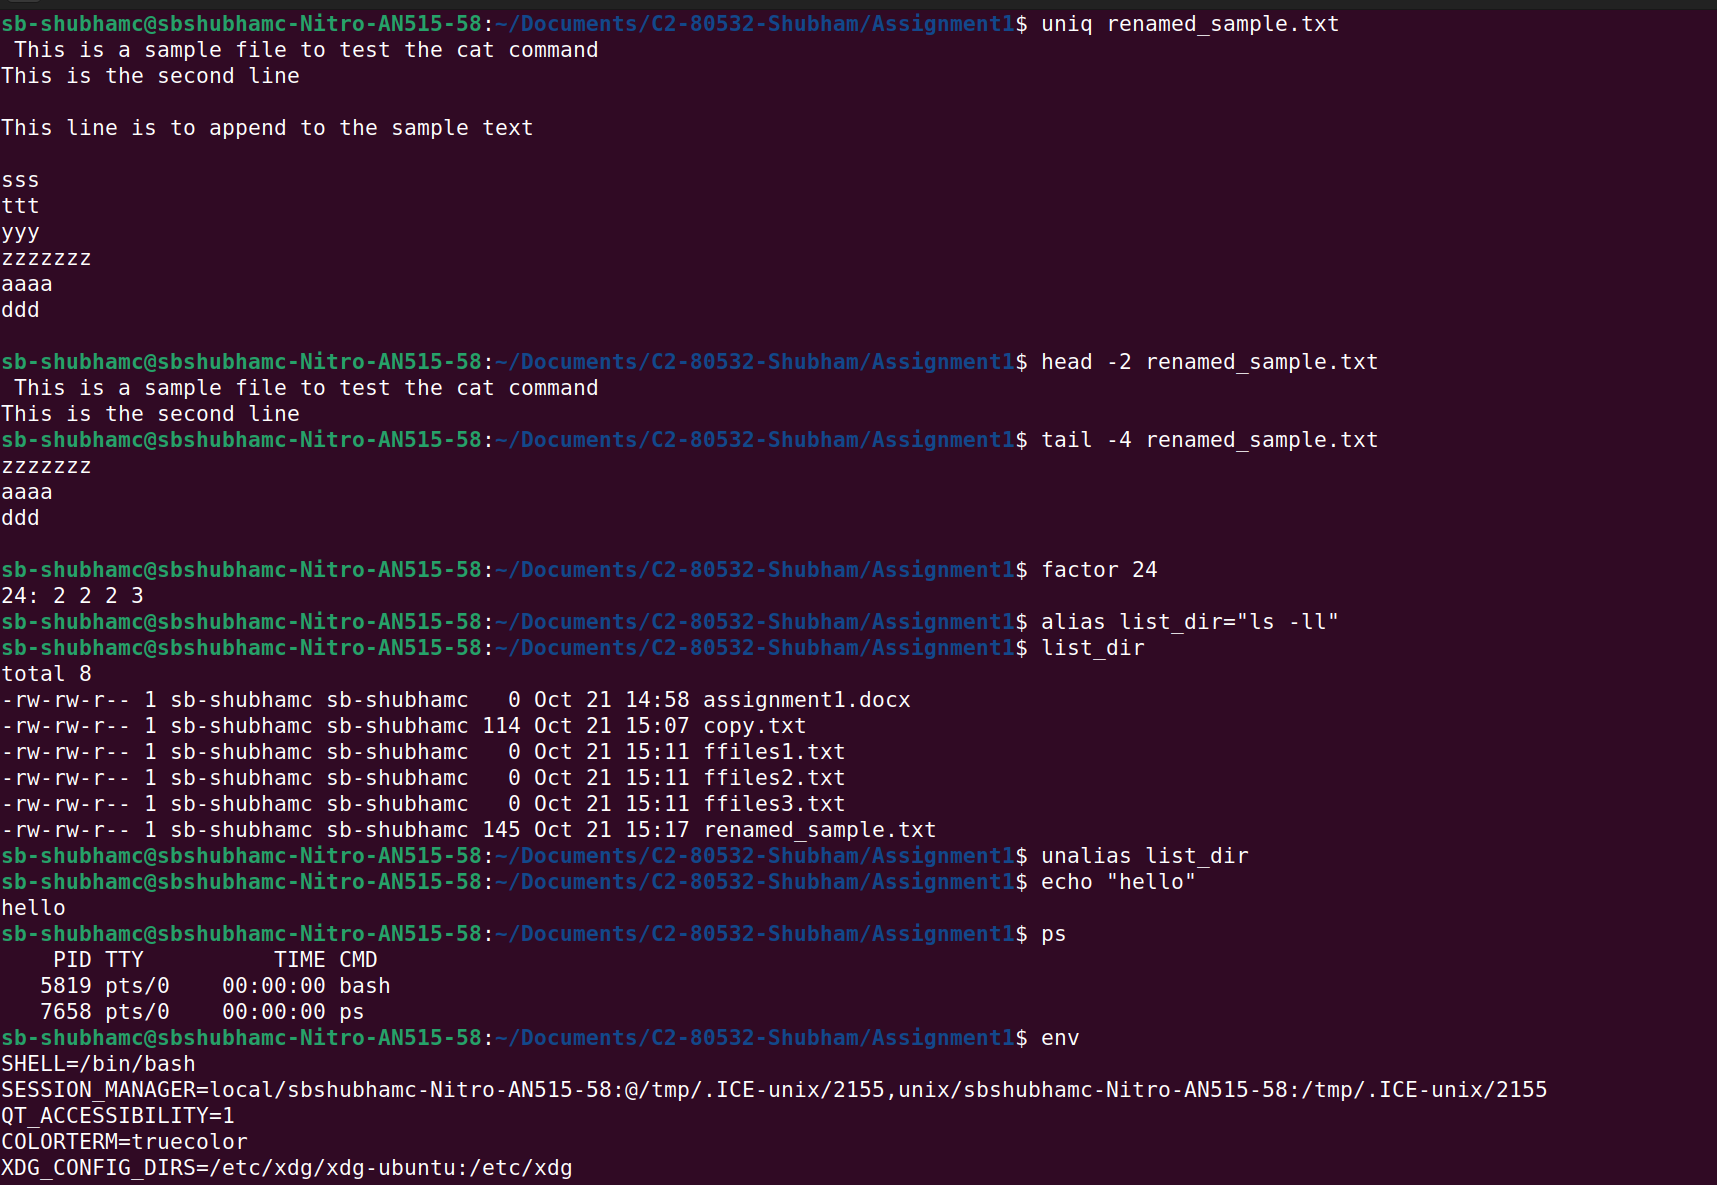 sb-shubhamc@sbshubhamc-Nitro-AN515-58:~/Documents/C2-80532-Shubham/Assignment1$ uniq renamed_sample.txt
 This is a sample file to test the cat command
This is the second line

This line is to append to the sample text

sss
ttt
yyy
zzzzzzz
aaaa
ddd

sb-shubhamc@sbshubhamc-Nitro-AN515-58:~/Documents/C2-80532-Shubham/Assignment1$ head -2 renamed_sample.txt
 This is a sample file to test the cat command
This is the second line
sb-shubhamc@sbshubhamc-Nitro-AN515-58:~/Documents/C2-80532-Shubham/Assignment1$ tail -4 renamed_sample.txt
zzzzzzz
aaaa
ddd

sb-shubhamc@sbshubhamc-Nitro-AN515-58:~/Documents/C2-80532-Shubham/Assignment1$ factor 24
24: 2 2 2 3
sb-shubhamc@sbshubhamc-Nitro-AN515-58:~/Documents/C2-80532-Shubham/Assignment1$ alias list_dir="ls -ll"
sb-shubhamc@sbshubhamc-Nitro-AN515-58:~/Documents/C2-80532-Shubham/Assignment1$ list_dir
total 8
-rw-rw-r-- 1 sb-shubhamc sb-shubhamc   0 Oct 21 14:58 assignment1.docx
-rw-rw-r-- 1 sb-shubhamc sb-shubhamc 114 Oct 21 15:07 copy.txt
-rw-rw-r-- 1 sb-shubhamc sb-shubhamc   0 Oct 21 15:11 ffiles1.txt
-rw-rw-r-- 1 sb-shubhamc sb-shubhamc   0 Oct 21 15:11 ffiles2.txt
-rw-rw-r-- 1 sb-shubhamc sb-shubhamc   0 Oct 21 15:11 ffiles3.txt
-rw-rw-r-- 1 sb-shubhamc sb-shubhamc 145 Oct 21 15:17 renamed_sample.txt
sb-shubhamc@sbshubhamc-Nitro-AN515-58:~/Documents/C2-80532-Shubham/Assignment1$ unalias list_dir
sb-shubhamc@sbshubhamc-Nitro-AN515-58:~/Documents/C2-80532-Shubham/Assignment1$ echo "hello"
hello
sb-shubhamc@sbshubhamc-Nitro-AN515-58:~/Documents/C2-80532-Shubham/Assignment1$ ps
    PID TTY          TIME CMD
   5819 pts/0    00:00:00 bash
   7658 pts/0    00:00:00 ps
sb-shubhamc@sbshubhamc-Nitro-AN515-58:~/Documents/C2-80532-Shubham/Assignment1$ env
SHELL=/bin/bash
SESSION_MANAGER=local/sbshubhamc-Nitro-AN515-58:@/tmp/.ICE-unix/2155,unix/sbshubhamc-Nitro-AN515-58:/tmp/.ICE-unix/2155
QT_ACCESSIBILITY=1
COLORTERM=truecolor
XDG_CONFIG_DIRS=/etc/xdg/xdg-ubuntu:/etc/xdg